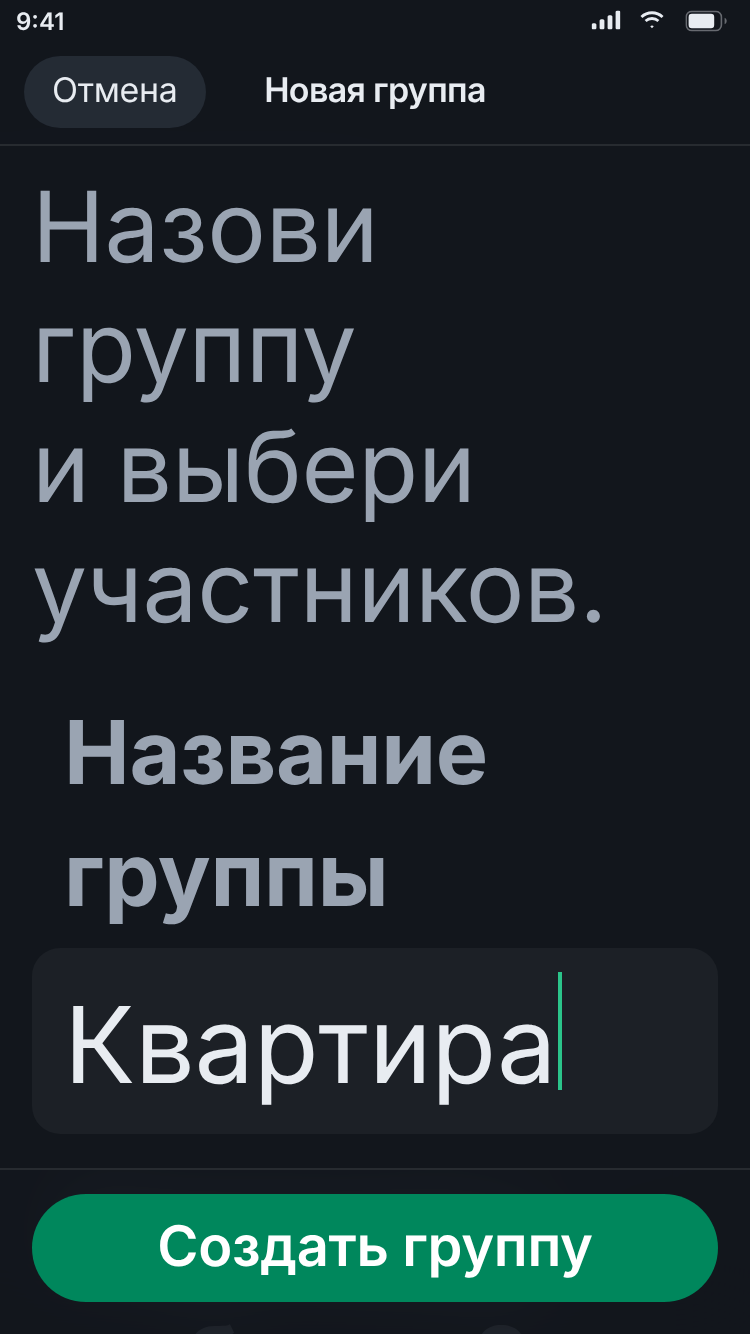 9:41
Отмена
Новая группа
Назови
группу
и выбери
участников.
Название
группы
Квартира
Создать группу